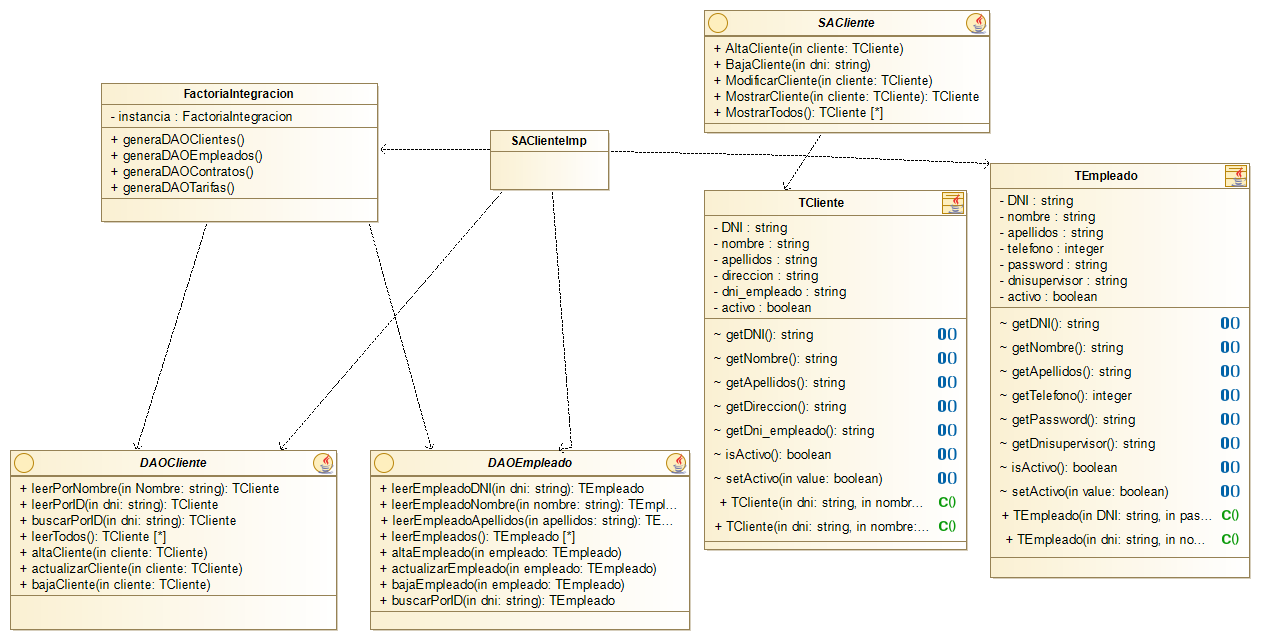 SACliente
+ AltaCliente(in cliente: TCliente)
+ BajaCliente(in dni: string)
+ ModificarCliente(in cliente: TCliente)
+ MostrarCliente(in cliente: TCliente): TCliente
+ MostrarTodos(): TCliente [*]
FactoriaIntegracion
- instancia : FactoriaIntegracion
+ generaDAOClientes()
+ generaDAOEmpleados()
+ generaDAOContratos()
+ generaDAOTarifas()
SAClienteImp
TCliente
- DNI : string
- nombre : string
- apellidos : string
- direccion : string
- dni_empleado : string
- activo : boolean
~ getDNI(): string
~ getNombre(): string
~ getApellidos(): string
~ getDireccion(): string
~ getDni_empleado(): string
~ isActivo(): boolean
~ setActivo(in value: boolean)
+ TCliente(in dni: string, in nombr... C()
+ TCliente(in dni: string, in nombre:... C()
TEmpleado
- DNI : string
- nombre : string
- apellidos : string
- telefono : integer
- password : string
- dnisupervisor : string
- activo : boolean
~ getDNI(): string
~ getNombre(): string
~ getApellidos(): string
~ getTelefono(): integer
~ getPassword(): string
~ getDnisupervisor(): string
~ isActivo(): boolean
~ setActivo(in value: boolean)
+ TEmpleado(in DNI: string, in pas... C()
+ TEmpleado(in dni: string, in no... C()
DAOCliente
+ leerPorNombre(in Nombre: string): TCliente
+ leerPorID(in dni: string): TCliente
+ buscarPorID(in dni: string): TCliente
+ leerTodos(): TCliente [*]
+ altaCliente(in cliente: TCliente)
+ actualizarCliente(in cliente: TCliente)
+ bajaCliente(in cliente: TCliente)
DAOEmpleado
+ leerEmpleadoDNI(in dni: string): TEmpleado
+ leerEmpleadoNombre(in nombre: string): TEmpl...
+ leerEmpleadoApellidos(in apellidos: string): TE...
+ leerEmpleados(): TEmpleado [*]
+ altaEmpleado(in empleado: TEmpleado)
+ actualizarEmpleado(in empleado: TEmpleado)
+ bajaEmpleado(in empleado: TEmpleado)
+ buscarPorID(in dni: string): TEmpleado